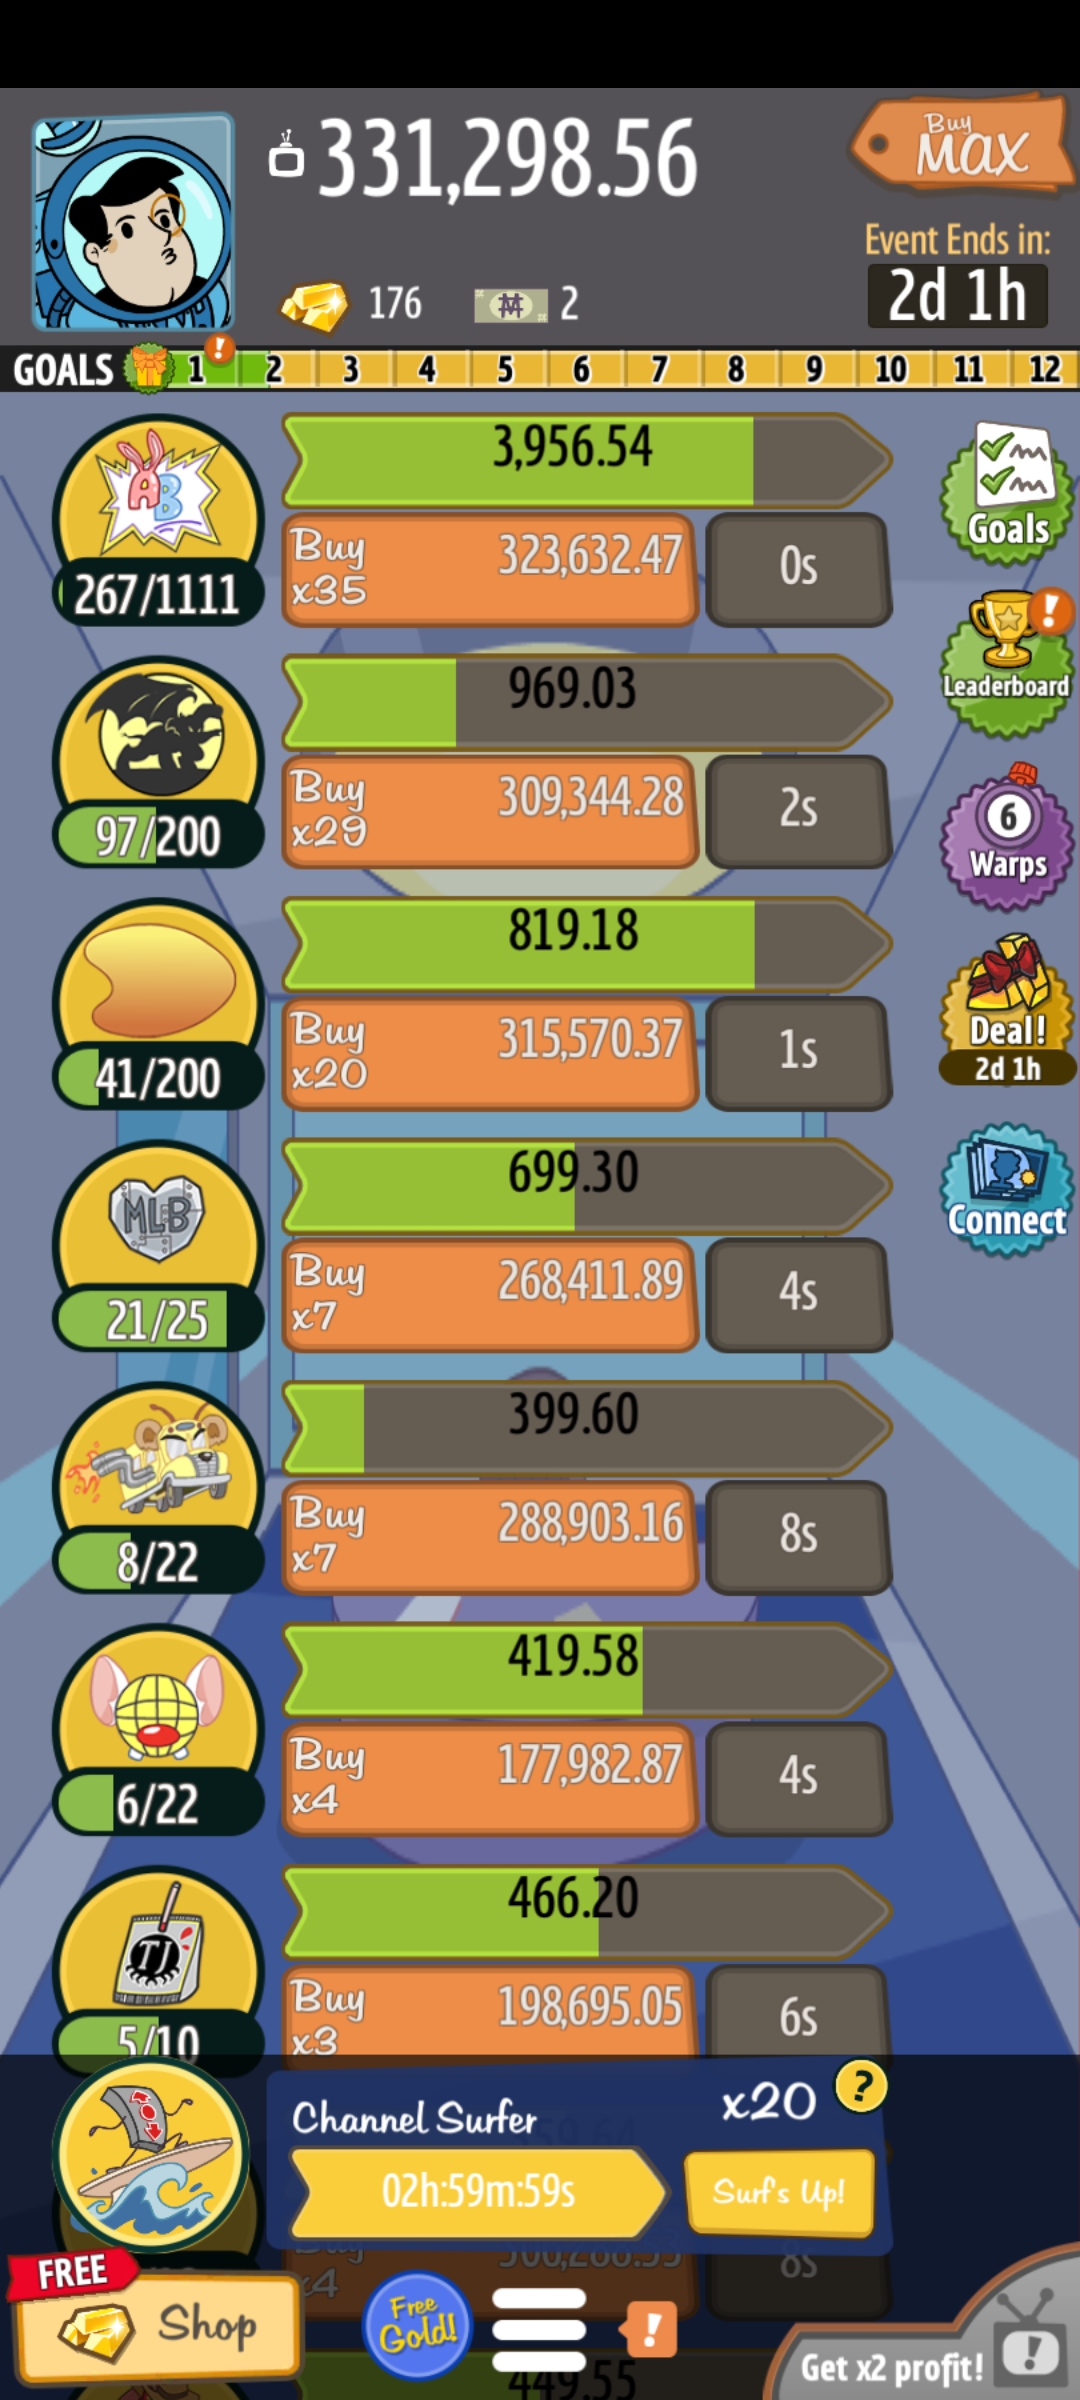 331,298.56
Buy
MAX
Event Ends in:
2d 1h
176
2
GOALS 1 ! 2 3 4 5 6 7 8 9 10 11 12
AB
267/1111
3,956.54
Buy
x35
323,632.47
0s
Goals
97/200
969.03
Buy
x29
309,344.28
2s
!
Leaderboard
6
Warps
41/200
819.18
Buy
x20
315,570.37
1s
Deal!
2d 1h
MLB
21/25
699.30
Buy
x7
268,411.89
4s
Connect
8/22
399.60
Buy
x7
288,903.16
8s
6/22
419.58
Buy
x4
177,982.87
4s
TJ
5/10
466.20
Buy
x3
198,695.05
6s
Channel Surfer
x20
?
02h:59m:59s
Surf's Up!
x4
8s
FREE
Shop
Free
Gold!
!
449.55
Get x2 profit!
!